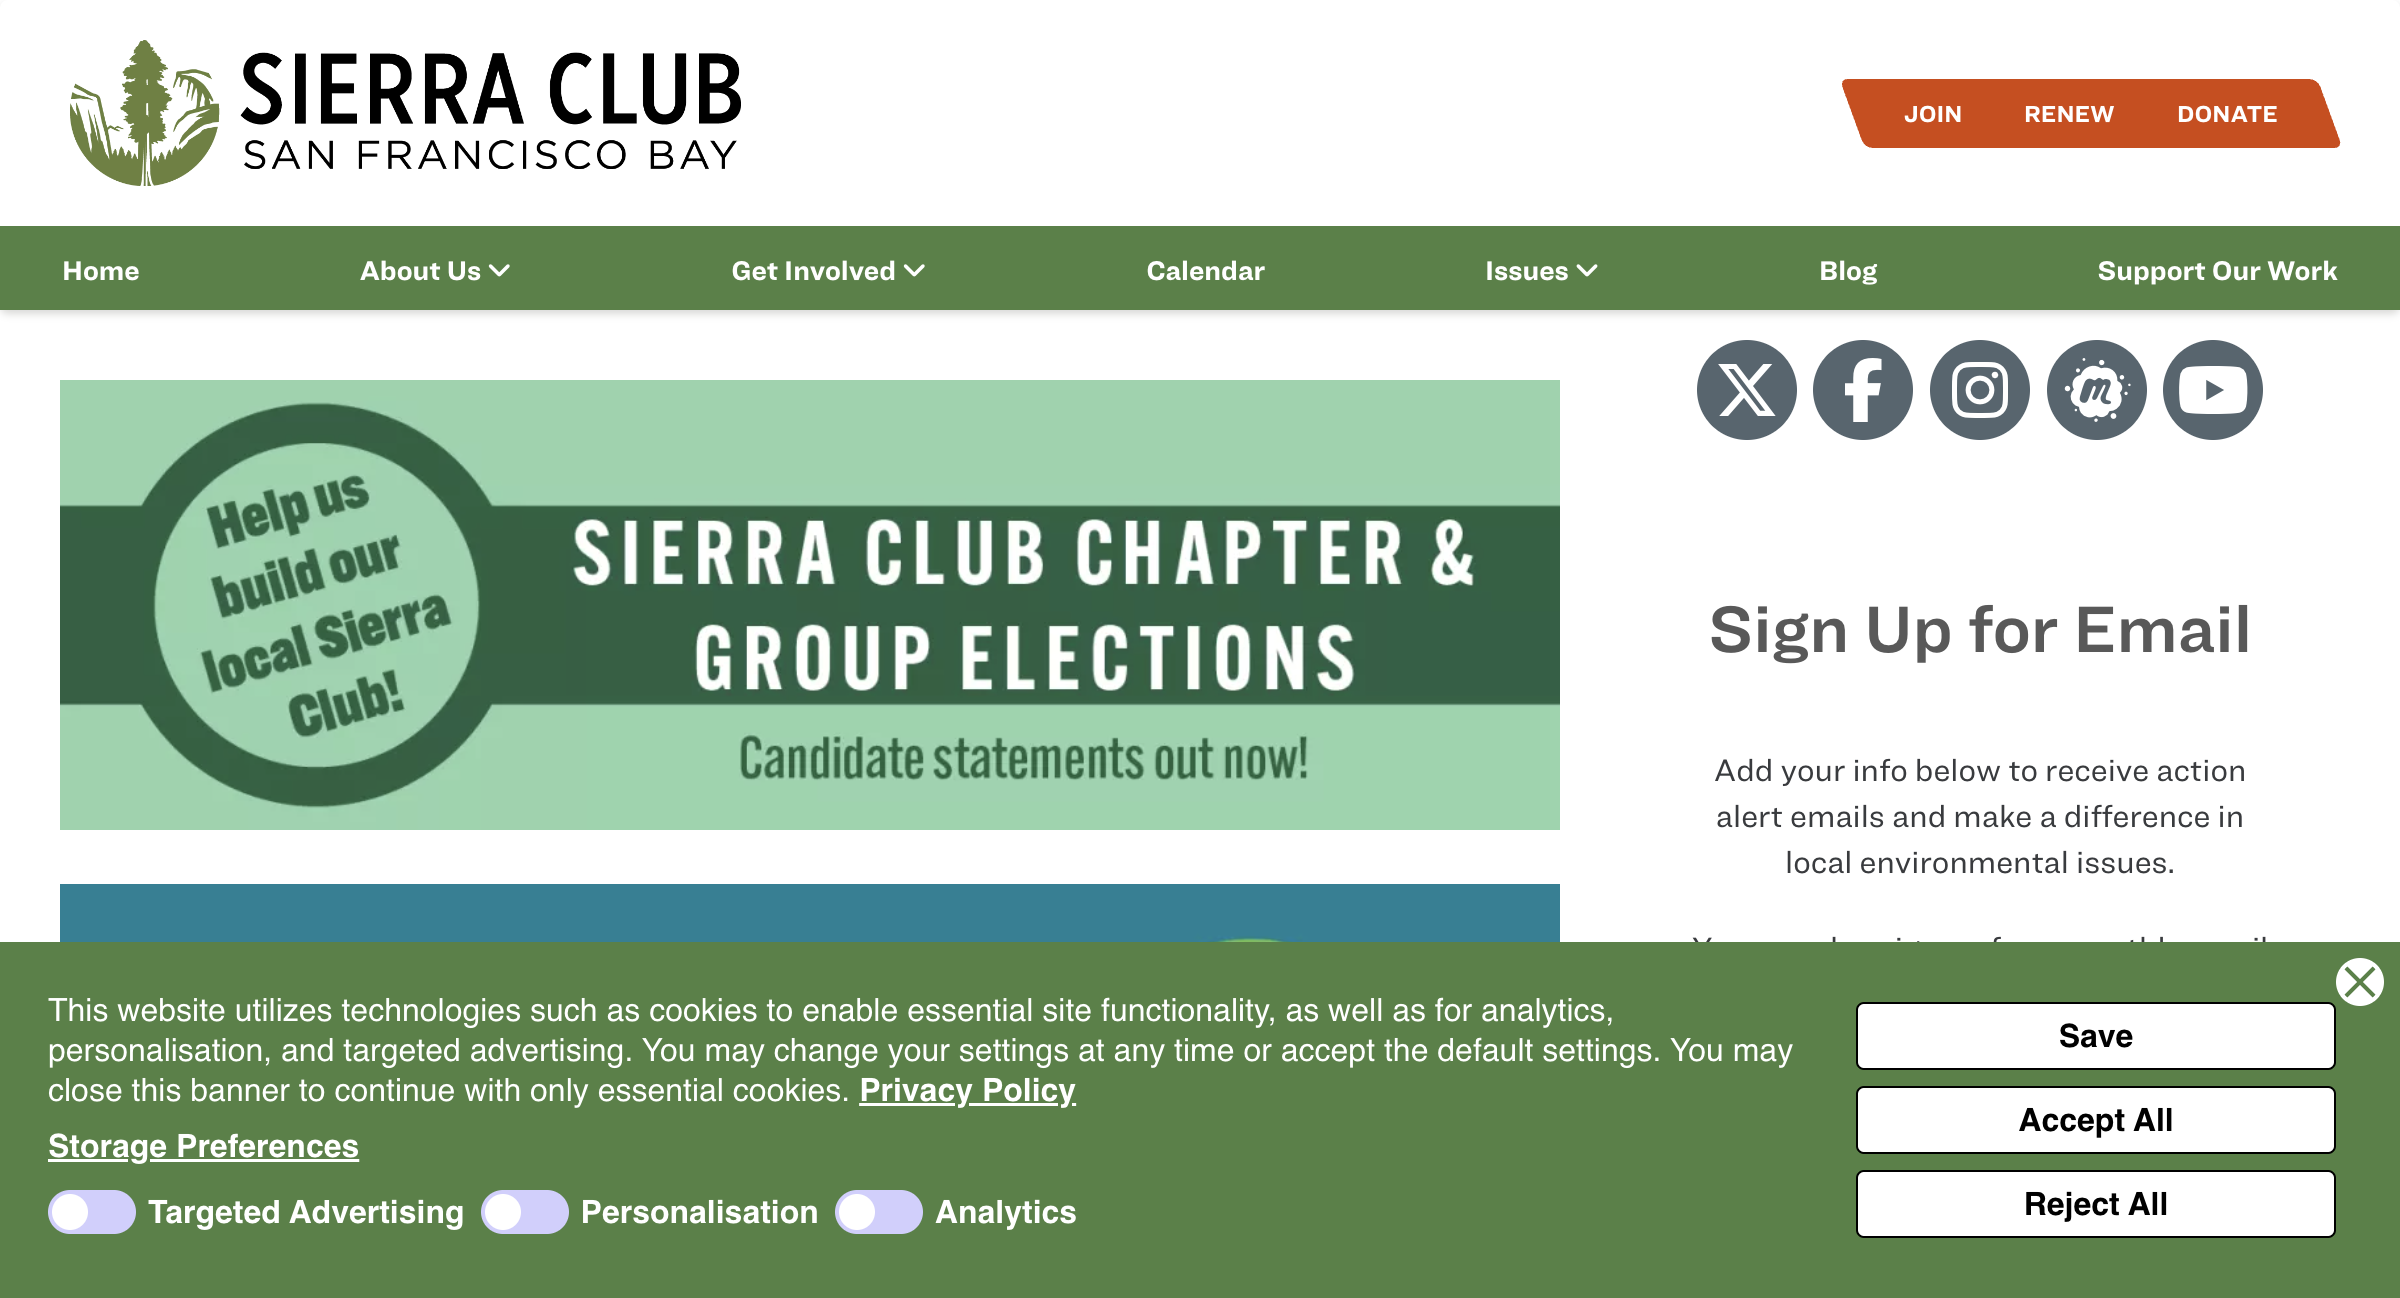 SIERRA CLUB
SAN FRANCISCO BAY
JOIN
RENEW
DONATE
Home
About Us
Get Involved
Calendar
Issues
Blog
Support Our Work
Help us
build our
local Sierra
Club!
SIERRA CLUB CHAPTER &
GROUP ELECTIONS
Candidate statements out now!
Sign Up for Email
Add your info below to receive action
alert emails and make a difference in
local environmental issues.
This website utilizes technologies such as cookies to enable essential site functionality, as well as for analytics,
personalisation, and targeted advertising. You may change your settings at any time or accept the default settings. You may
close this banner to continue with only essential cookies. Privacy Policy
Storage Preferences
Targeted Advertising
Personalisation
Analytics
Save
Accept All
Reject All